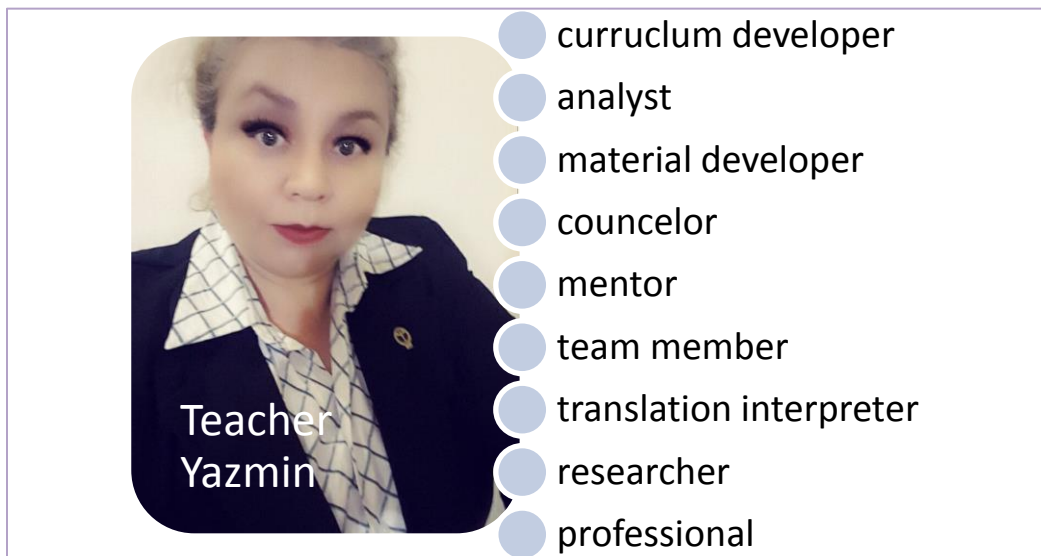 curruclum developer
analyst
material developer
councelor
mentor
team member
translation interpreter
researcher
professional
Teacher
Yazmin